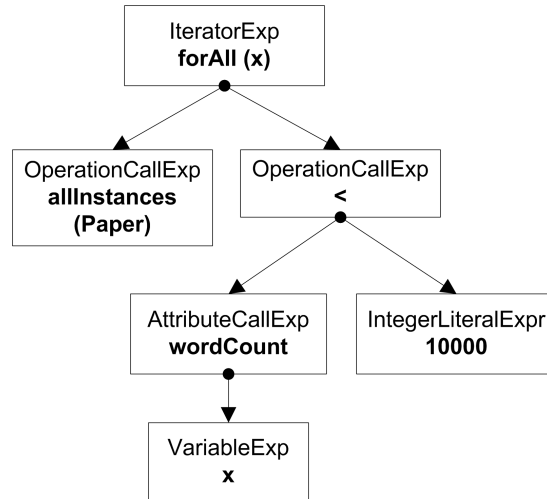 IteratorExp
forAll (x)
OperationCallExp
allInstances
(Paper)
OperationCallExp
<
AttributeCallExp
wordCount
IntegerLiteralExpr
10000
VariableExp
x